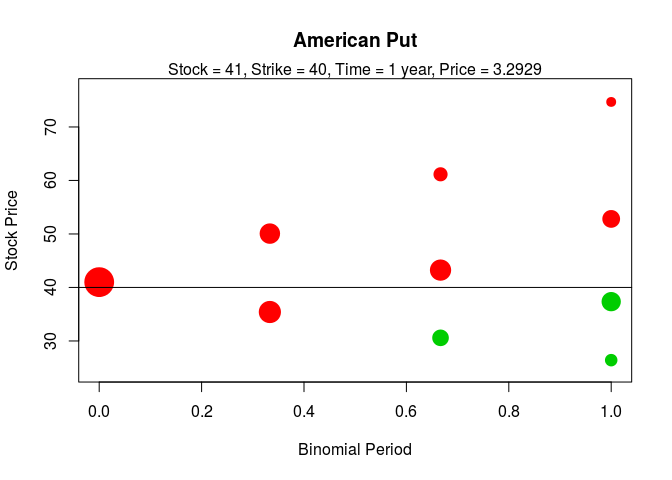 American Put
Stock = 41, Strike = 40, Time = 1 year, Price = 3.2929
Stock Price
70
60
50
40
30
0.0 0.2 0.4 0.6 0.8 1.0
Binomial Period